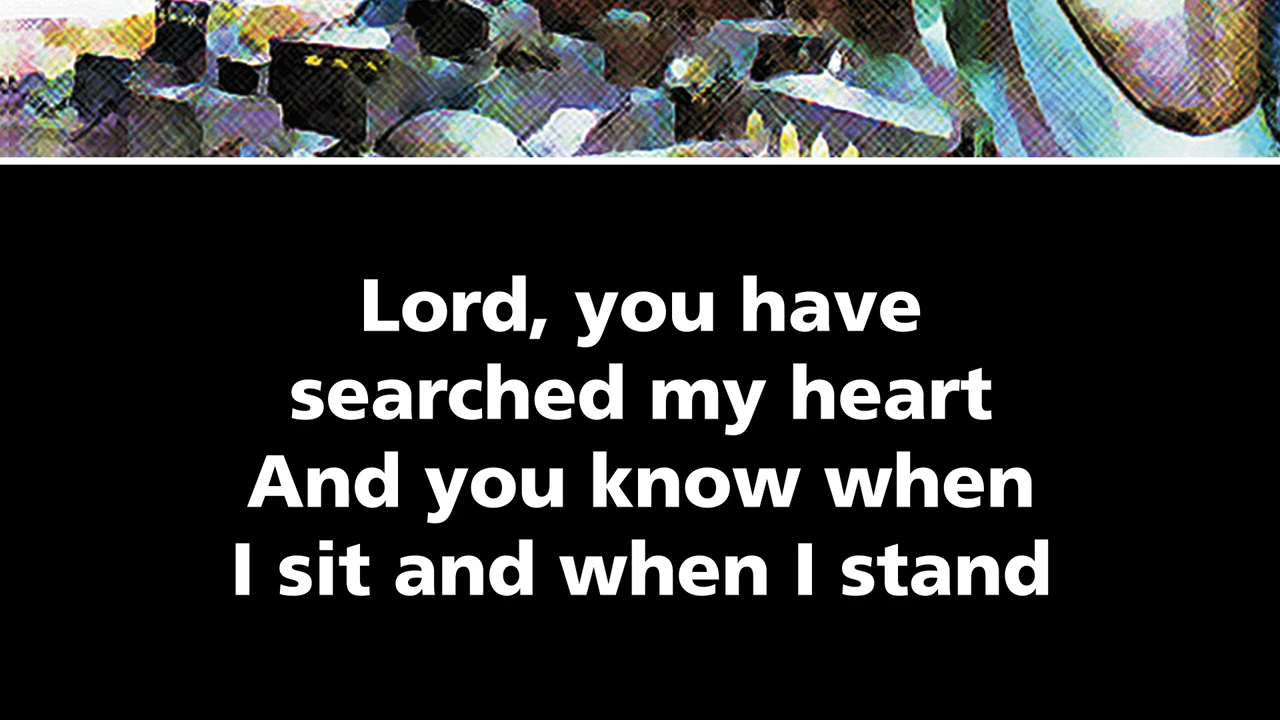 Lord, you have
searched my heart
And you know when
I sit and when I stand